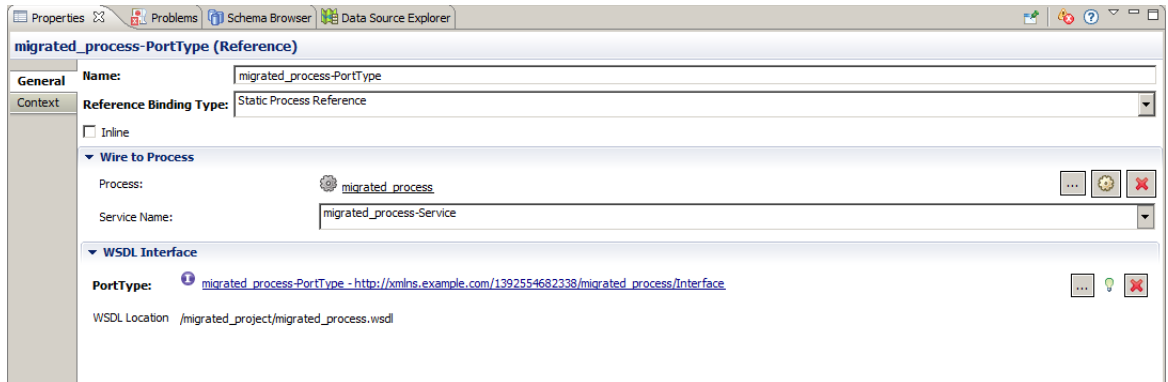 Properties Problems Schema Browser Data Source Explorer
migrated_process-PortType (Reference)
General
Context
Name: migrated_process-PortType
Reference Binding Type: Static Process Reference
Inline
Wire to Process
Process: migrated_process ...
Service Name: migrated_process-Service
WSDL Interface
PortType: migrated_process-PortType - http://xmlns.example.com/1392554682338/migrated_process/Interface ...
WSDL Location /migrated_project/migrated_process.wsdl